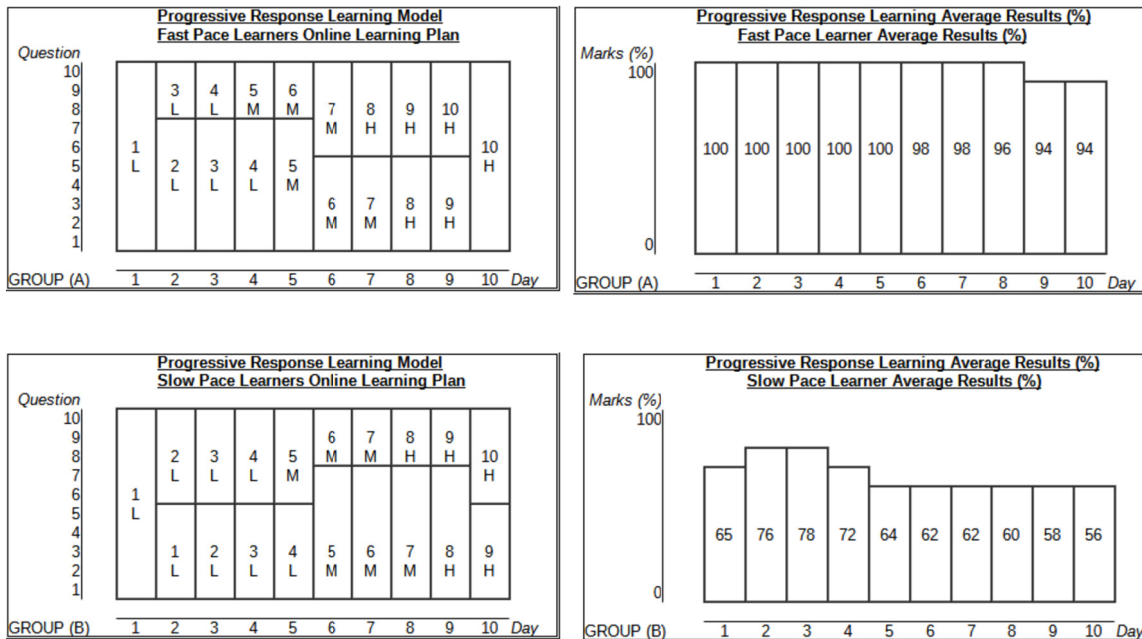 Progressive Response Learning Model
Fast Pace Learners Online Learning Plan
Question
10
9
8
7
6
5
4
3
2
1
3 4 5 6
L L M M
7 8 9 10
M H H H
1
L
10
H
2 3 4 5
L L L M
6 7 8 9
M M H H
GROUP (A) 1 2 3 4 5 6 7 8 9 10 Day
Progressive Response Learning Average Results (%)
Fast Pace Learner Average Results (%)
Marks (%)
100
100 100 100 100 100 98 98 96 94 94
0
GROUP (A) 1 2 3 4 5 6 7 8 9 10 Day
Progressive Response Learning Model
Slow Pace Learners Online Learning Plan
Question
10
9
8
7
6
5
4
3
2
1
6 7 8 9
M M H H
2 3 4 5
L L L M
10
H
1
L
1 2 3 4 5 6 7 8 9
L L L L M M M H H
GROUP (B) 1 2 3 4 5 6 7 8 9 10 Day
Progressive Response Learning Average Results (%)
Slow Pace Learner Average Results (%)
Marks (%)
100
65 76 78 72 64 62 62 60 58 56
0
GROUP (B) 1 2 3 4 5 6 7 8 9 10 Day